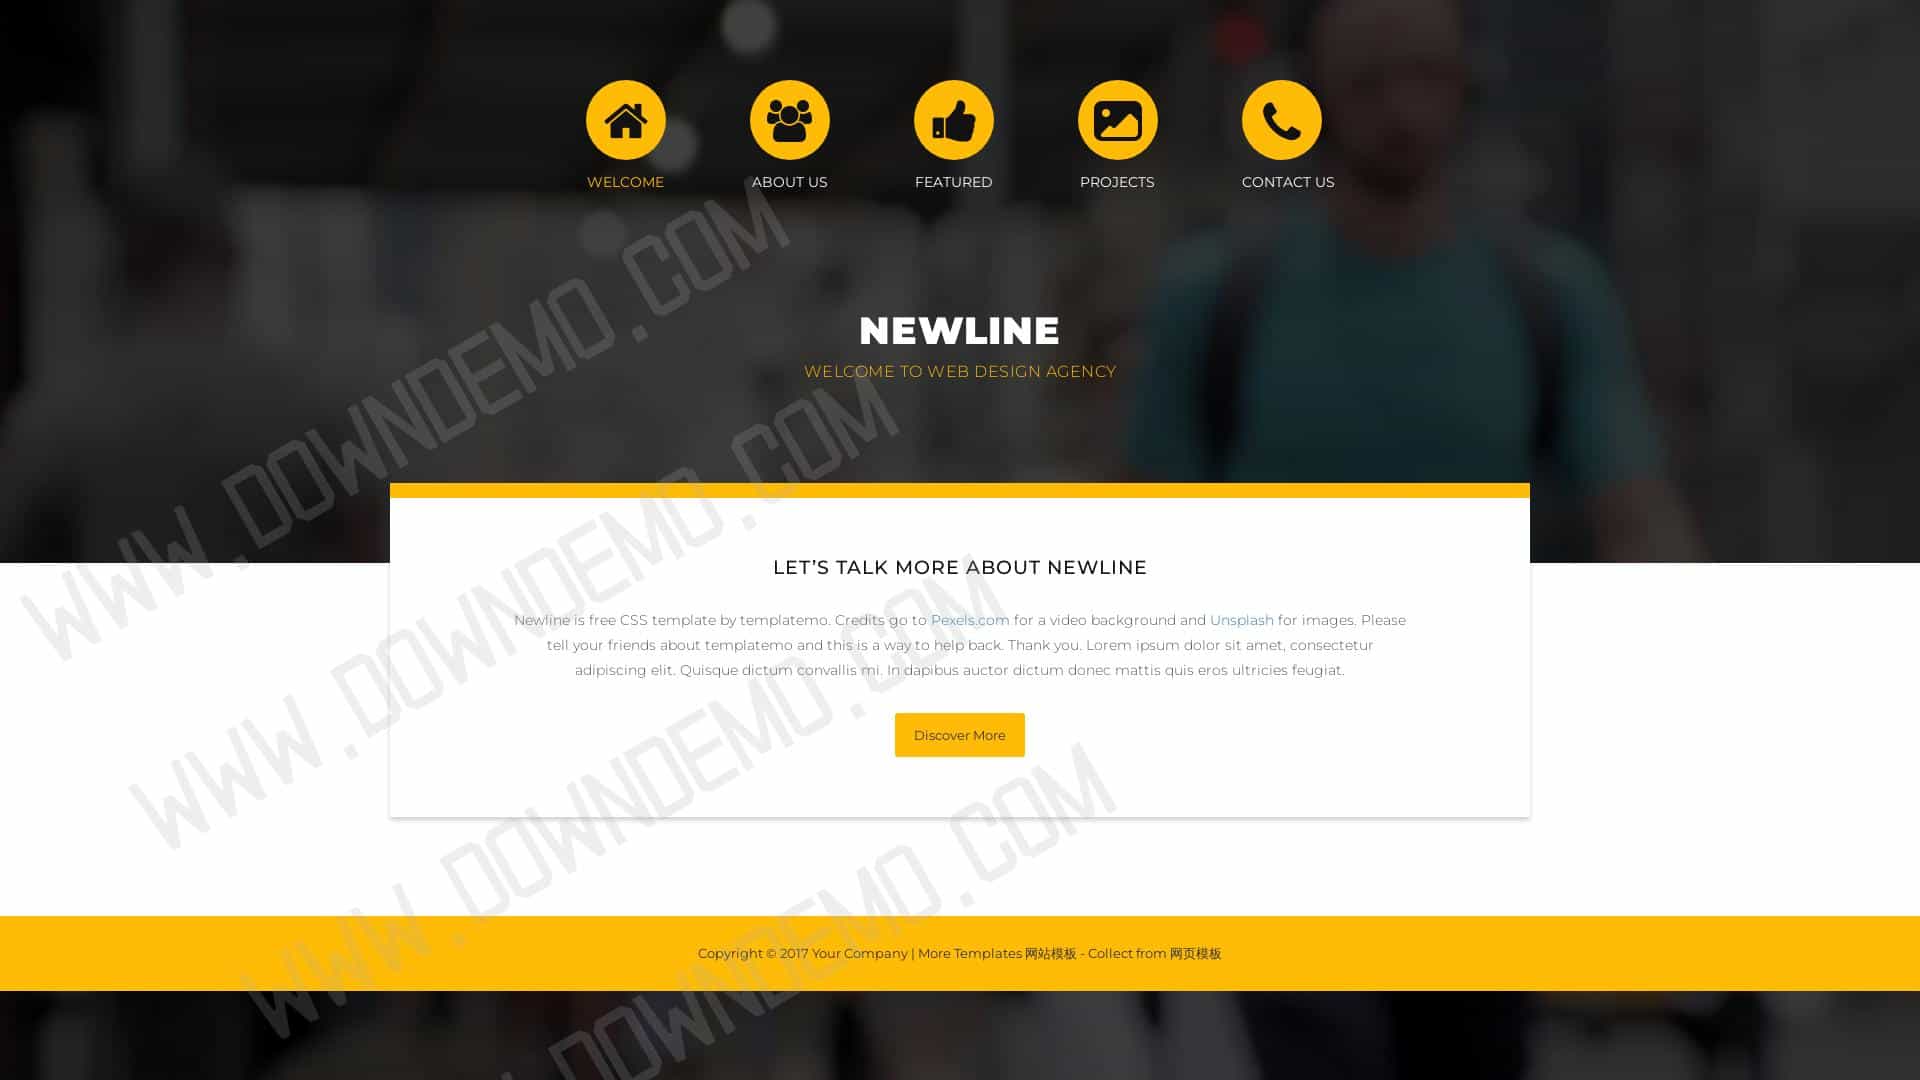 WELCOME
ABOUT US
FEATURED
PROJECTS
CONTACT US
NEWLINE
WELCOME TO WEB DESIGN AGENCY
LET’S TALK MORE ABOUT NEWLINE
Newline is free CSS template by templatemo. Credits go to Pexels.com for a video background and Unsplash for images. Please
tell your friends about templatemo and this is a way to help back. Thank you. Lorem ipsum dolor sit amet, consectetur
adipiscing elit. Quisque dictum convallis mi. In dapibus auctor dictum donec mattis quis eros ultricies feugiat.
Discover More
Copyright © 2017 Your Company | More Templates 网站模板 - Collect from 网页模板
WWW.DOWNDEMO.COM
WWW.DOWNDEMO.COM
WWW.DOWNDEMO.COM
DOWNDEMO.COM